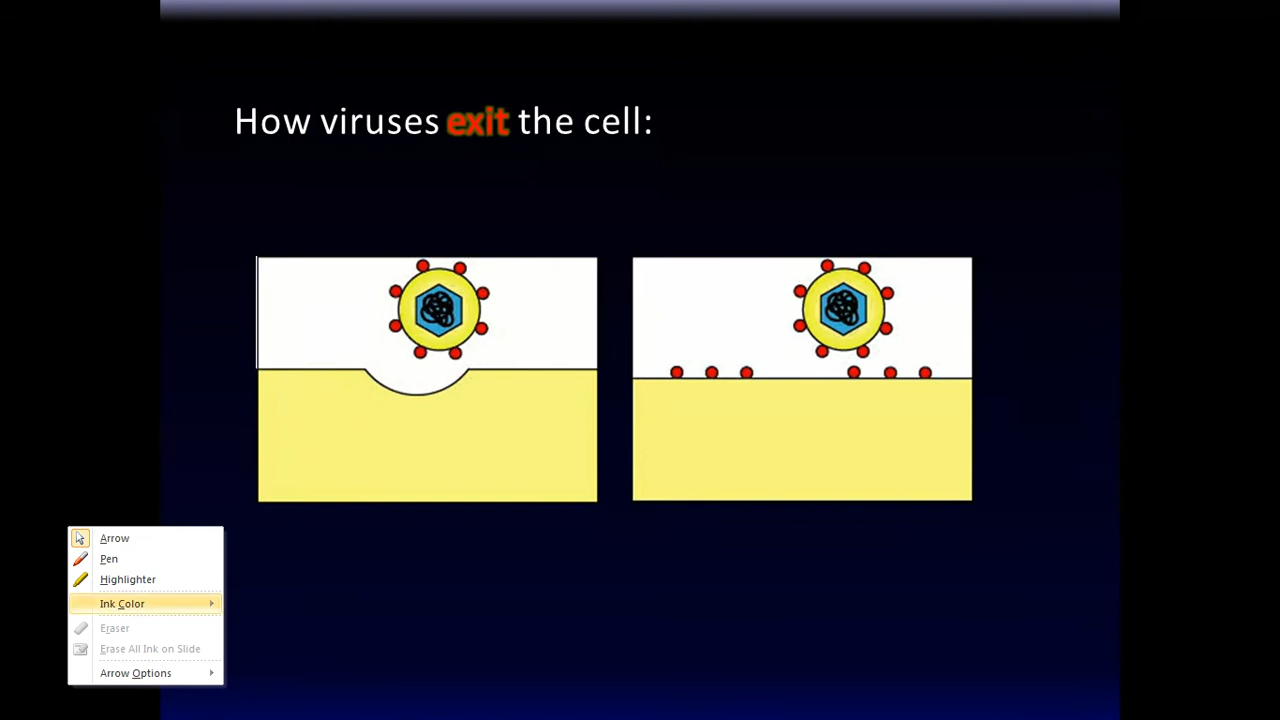 How viruses exit the cell:
Arrow
Pen
Highlighter
Ink Color
Eraser
Erase All Ink on Slide
Arrow Options